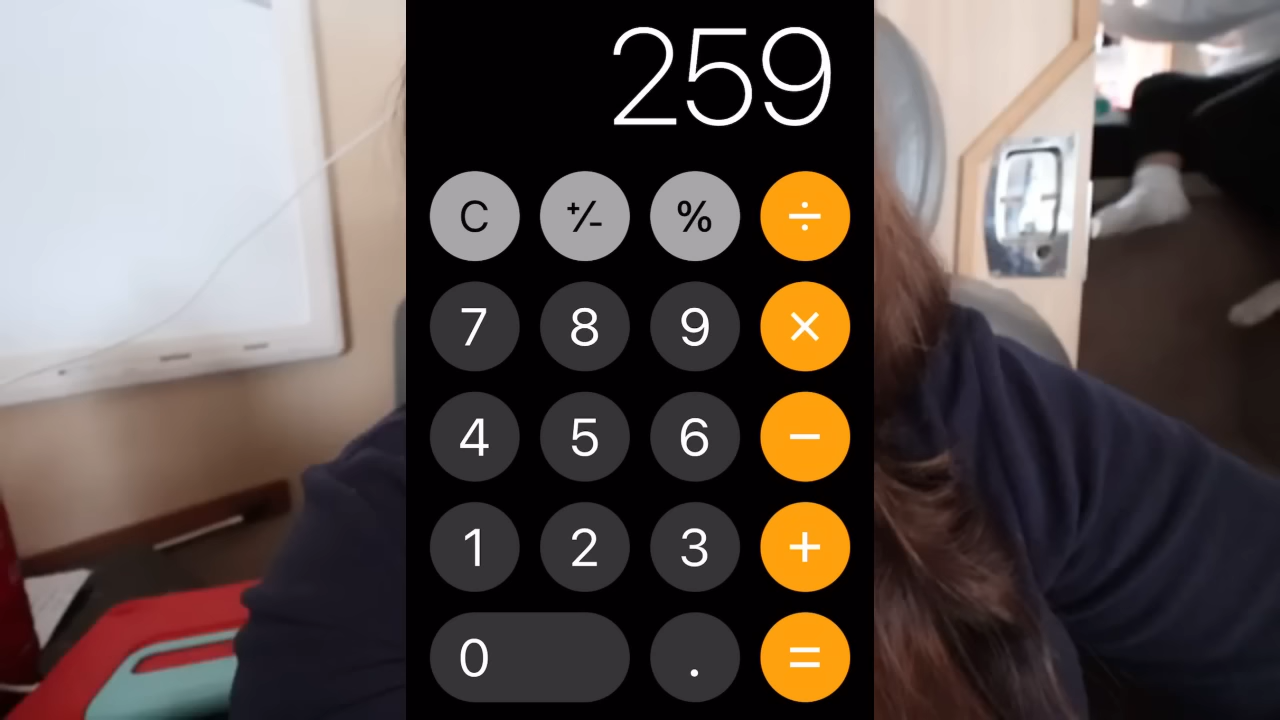 259
C +/- % ÷
7 8 9 ×
4 5 6 −
1 2 3 +
0 . =